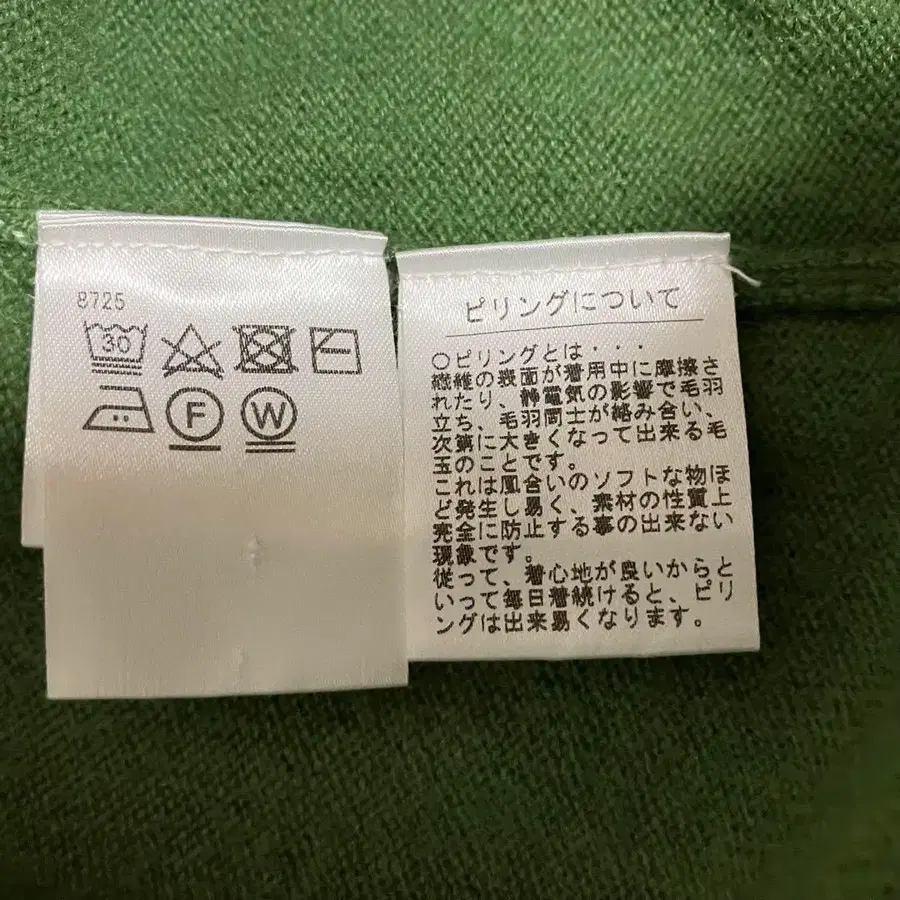 8725
30
F
W
ピリングについて
○ピリングとは・・・
繊維の表面が着用中に摩擦さ
れたり、静電気の影響で毛羽
立ち、毛羽同士が絡み合い、
次第に大きくなって出来る毛
玉のことです。
これは風合いのソフトな物ほ
ど発生し易く、素材の性質上
完全に防止する事の出来ない
現象です。
従って、着心地が良いからと
いって毎日着続けると、ピリ
ングは出来易くなります。